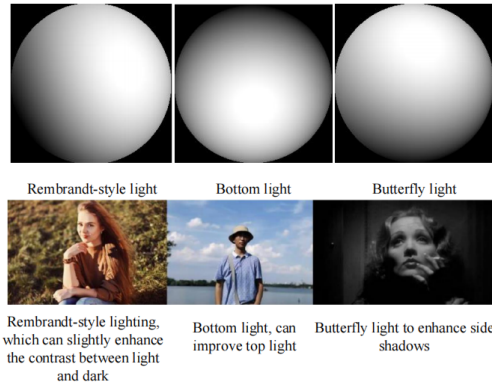 Rembrandt-style light
Bottom light
Butterfly light
Rembrandt-style lighting,
which can slightly enhance
the contrast between light
and dark
Bottom light, can
improve top light
Butterfly light to enhance side
shadows